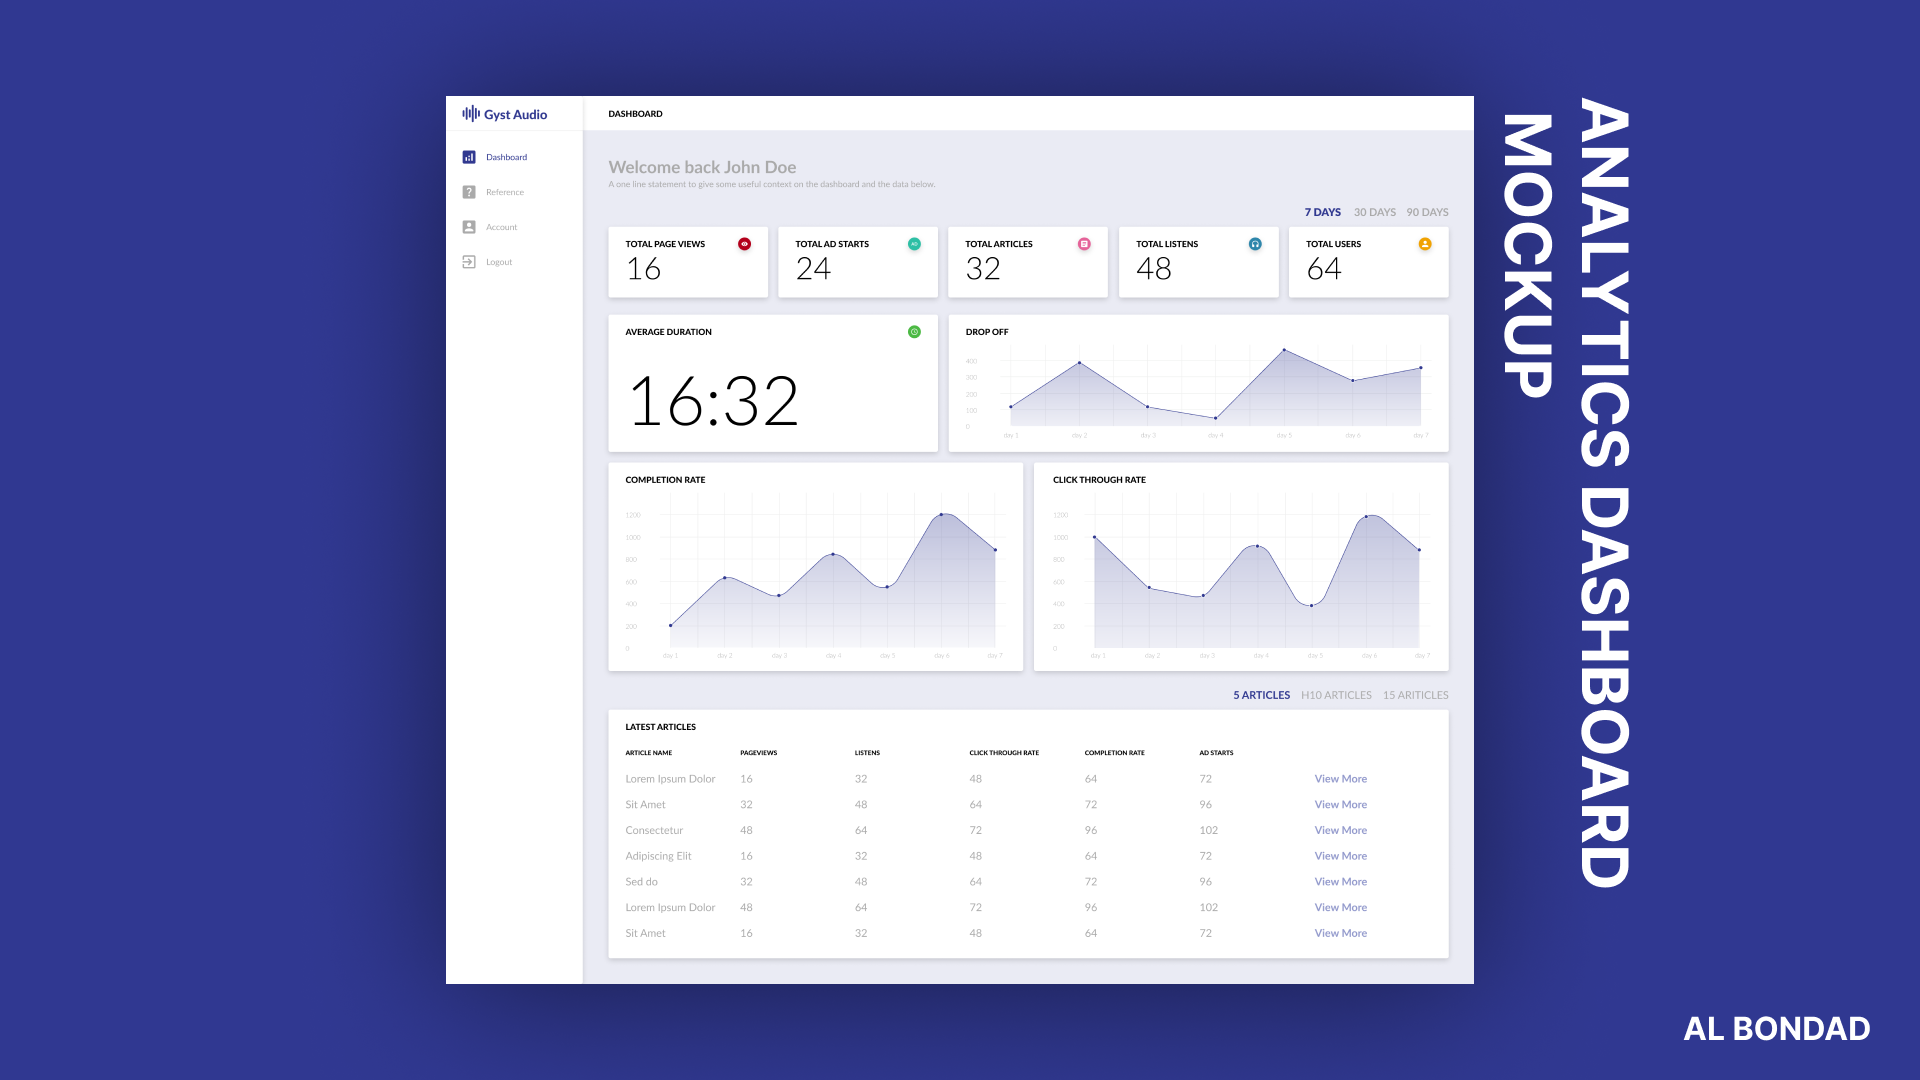 Gyst Audio
Dashboard
Reference
Account
Logout
DASHBOARD
Welcome back John Doe
A one line statement to give some useful context on the dashboard and the data below.
7 DAYS 30 DAYS 90 DAYS
TOTAL PAGE VIEWS
16
TOTAL AD STARTS
AD
24
TOTAL ARTICLES
32
TOTAL LISTENS
48
TOTAL USERS
64
AVERAGE DURATION
16:32
DROP OFF
400
300
200
100
0
day 1 day 2 day 3 day 4 day 5 day 6 day 7
COMPLETION RATE
1200
1000
800
600
400
200
0
day 1 day 2 day 3 day 4 day 5 day 6 day 7
CLICK THROUGH RATE
1200
1000
800
600
400
200
0
day 1 day 2 day 3 day 4 day 5 day 6 day 7
5 ARTICLES H10 ARTICLES 15 ARITICLES
LATEST ARTICLES
ARTICLE NAME PAGEVIEWS LISTENS CLICK THROUGH RATE COMPLETION RATE AD STARTS
Lorem Ipsum Dolor 16 32 48 64 72 View More
Sit Amet 32 48 64 72 96 View More
Consectetur 48 64 72 96 102 View More
Adipiscing Elit 16 32 48 64 72 View More
Sed do 32 48 64 72 96 View More
Lorem Ipsum Dolor 48 64 72 96 102 View More
Sit Amet 16 32 48 64 72 View More
ANALYTICS DASHBOARD
MOCKUP
AL BONDAD